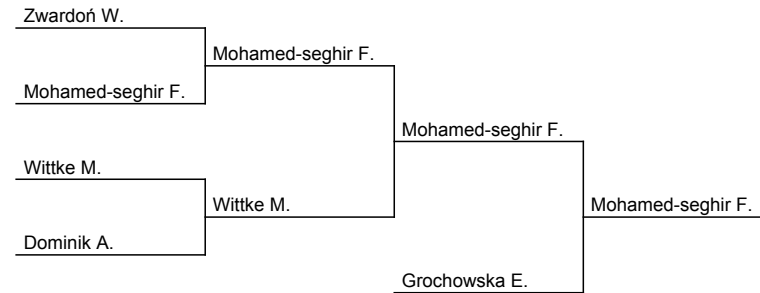 Zwardoń W.
Mohamed-seghir F.
Mohamed-seghir F.
Mohamed-seghir F.
Wittke M.
Wittke M.
Mohamed-seghir F.
Dominik A.
Grochowska E.